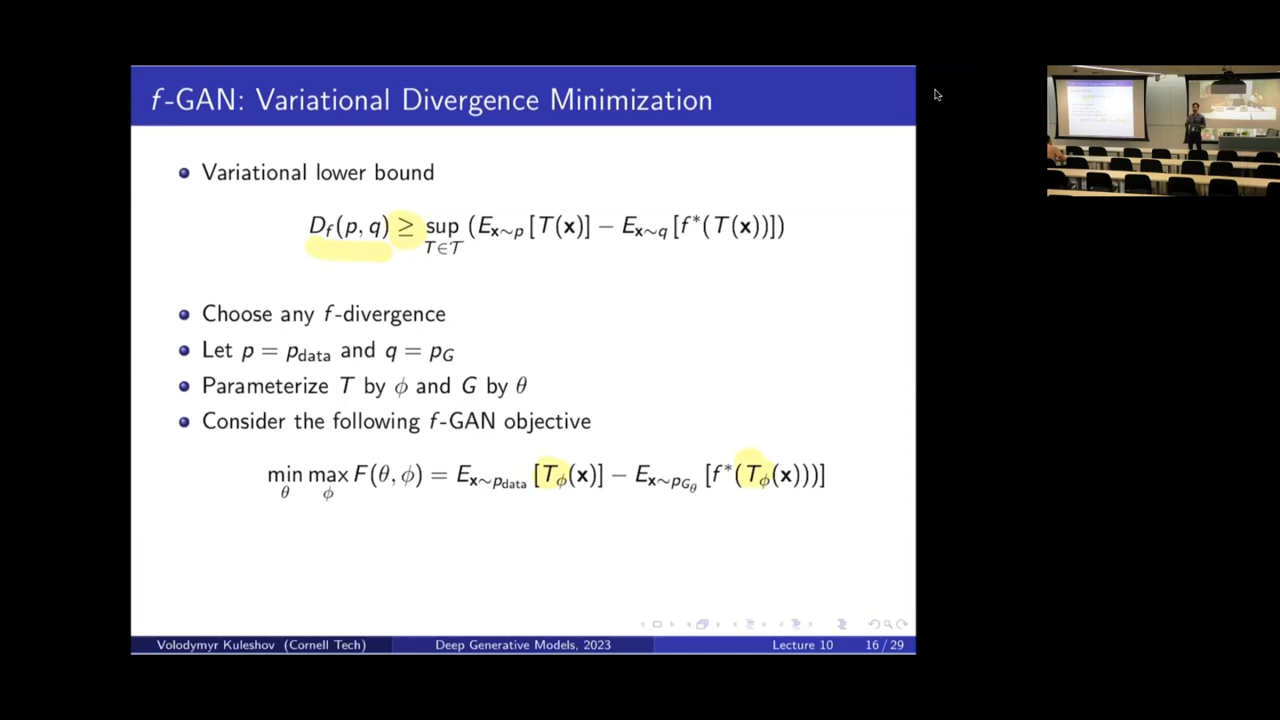 f-GAN: Variational Divergence Minimization
Variational lower bound
D_f(p, q) ≥ sup_{T∈𝒯} (E_{x∼p} [T(x)] − E_{x∼q} [f*(T(x))])
Choose any f-divergence
Let p = p_data and q = p_G
Parameterize T by ϕ and G by θ
Consider the following f-GAN objective
min_θ max_ϕ F(θ, ϕ) = E_{x∼p_data} [T_ϕ(x)] − E_{x∼p_{G_θ}} [f*(T_ϕ(x)))]
Volodymyr Kuleshov (Cornell Tech) Deep Generative Models, 2023 Lecture 10 16 / 29